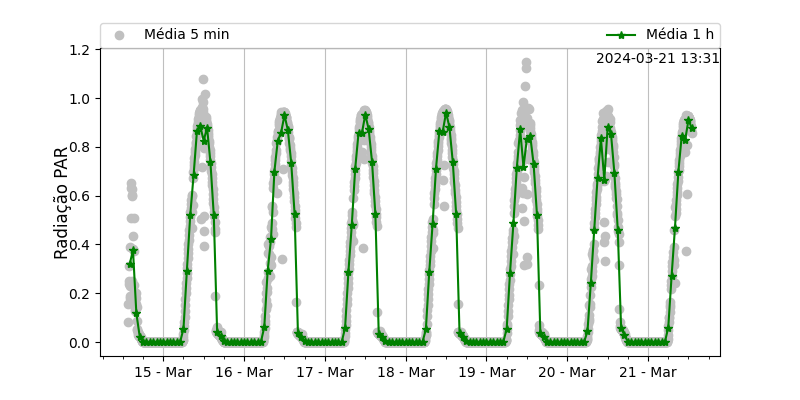 Média 5 min
Média 1 h
2024-03-21 13:31
Radiação PAR
1.2
1.0
0.8
0.6
0.4
0.2
0.0
15 - Mar
16 - Mar
17 - Mar
18 - Mar
19 - Mar
20 - Mar
21 - Mar